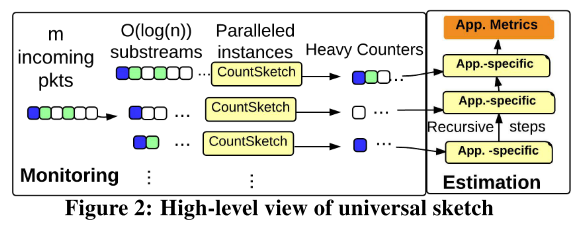 m
incoming
pkts
O(log(n))
substreams
Paralleled
instances
Heavy Counters
...
CountSketch
...
...
CountSketch
...
...
CountSketch
⋮
⋮
Monitoring
App. Metrics
App.-specific
App.-specific
Recursive steps
App. -specific
Estimation
Figure 2: High-level view of universal sketch